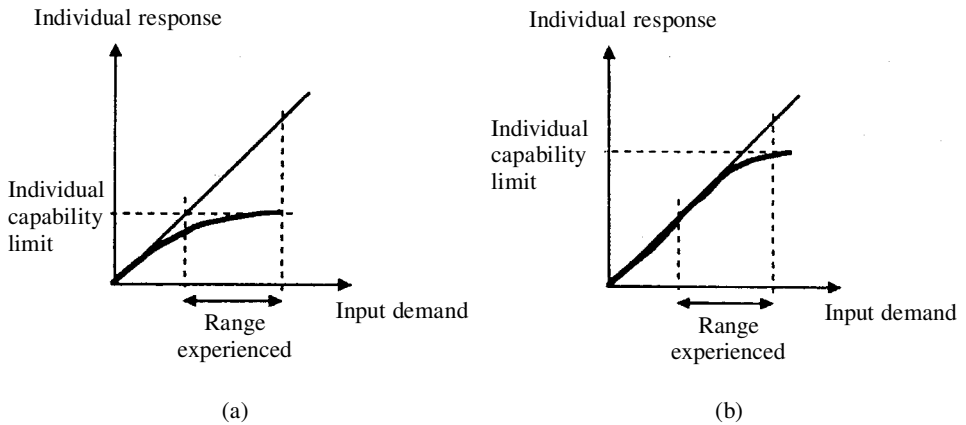 Individual response
Individual
capability
limit
Input demand
Range
experienced
(a)
Individual response
Individual
capability
limit
Input demand
Range
experienced
(b)